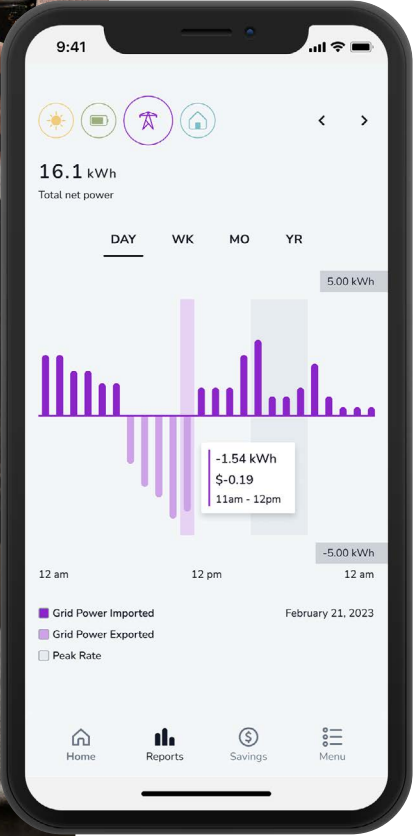 9:41
16.1 kWh
Total net power
DAY WK MO YR
5.00 kWh
-1.54 kWh
$-0.19
11am - 12pm
-5.00 kWh
12 am 12 pm 12 am
Grid Power Imported February 21, 2023
Grid Power Exported
Peak Rate
$
Home Reports Savings Menu